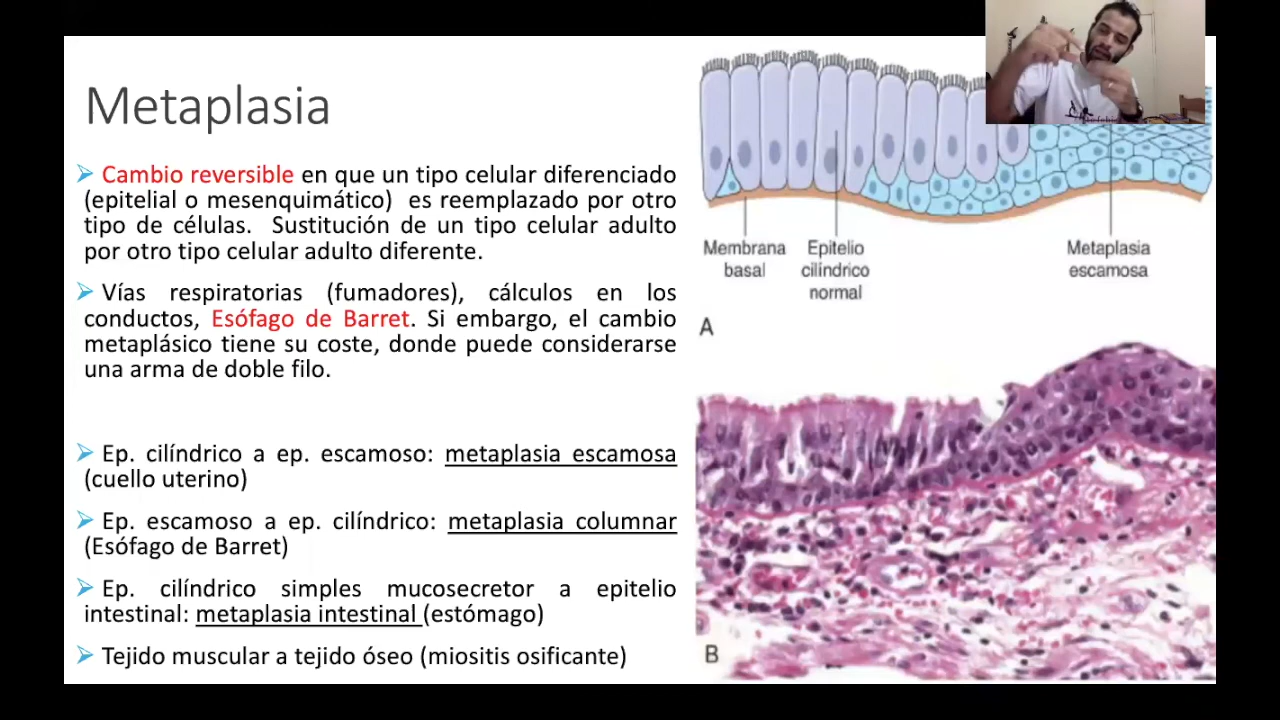 Metaplasia
Cambio reversible en que un tipo celular diferenciado
(epitelial o mesenquimático) es reemplazado por otro
tipo de células. Sustitución de un tipo celular adulto
por otro tipo celular adulto diferente.
Vías respiratorias (fumadores), cálculos en los
conductos, Esófago de Barret. Si embargo, el cambio
metaplásico tiene su coste, donde puede considerarse
una arma de doble filo.
Ep. cilíndrico a ep. escamoso: metaplasia escamosa
(cuello uterino)
Ep. escamoso a ep. cilíndrico: metaplasia columnar
(Esófago de Barret)
Ep. cilíndrico simples mucosecretor a epitelio
intestinal: metaplasia intestinal (estómago)
Tejido muscular a tejido óseo (miositis osificante)
Membrana
basal
Epitelio
cilíndrico
normal
Metaplasia
escamosa
A
B